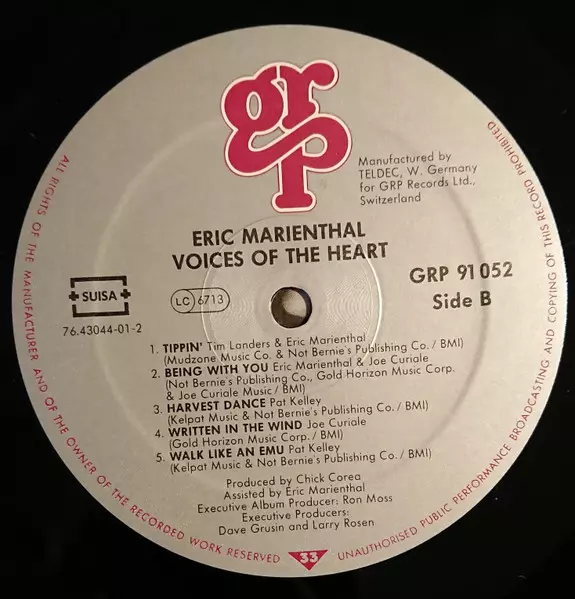 grp
Manufactured by
TELDEC, W. Germany
for GRP Records Ltd.,
Switzerland
ERIC MARIENTHAL
VOICES OF THE HEART
GRP 91 052
Side B
SUISA
LC 6713
76.43044-01-2
1. TIPPIN' Tim Landers & Eric Marienthal
(Mudzone Music Co. & Not Bernie's Publishing Co. / BMI)
2. BEING WITH YOU Eric Marienthal & Joe Curiale
(Not Bernie's Publishing Co., Gold Horizon Music Corp.
& Joe Curiale Music / BMI)
3. HARVEST DANCE Pat Kelley
(Kelpat Music & Not Bernie's Publishing Co. / BMI)
4. WRITTEN IN THE WIND Joe Curiale
(Gold Horizon Music Corp. / BMI)
5. WALK LIKE AN EMU Pat Kelley
(Kelpat Music & Not Bernie's Publishing Co. / BMI)
Produced by Chick Corea
Assisted by Eric Marienthal
Executive Album Producer: Ron Moss
Executive Producers:
Dave Grusin and Larry Rosen
33
ALL RIGHTS OF THE MANUFACTURER AND OF THE OWNER OF THE RECORDED WORK RESERVED
UNAUTHORISED PUBLIC PERFORMANCE BROADCASTING AND COPYING OF THIS RECORD PROHIBITED